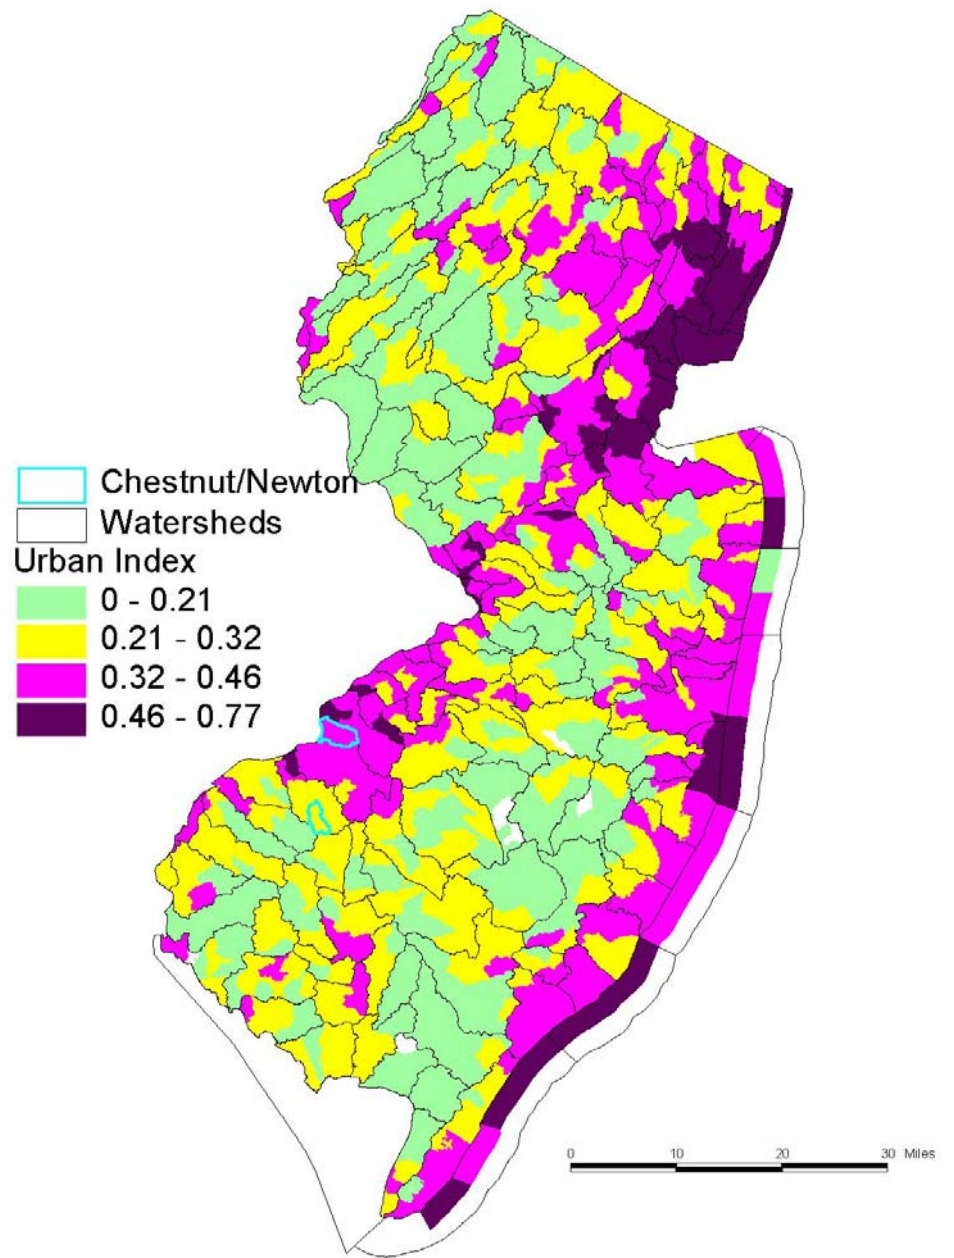 Chestnut/Newton
Watersheds
Urban Index
0 - 0.21
0.21 - 0.32
0.32 - 0.46
0.46 - 0.77
0 10 20 30 Miles